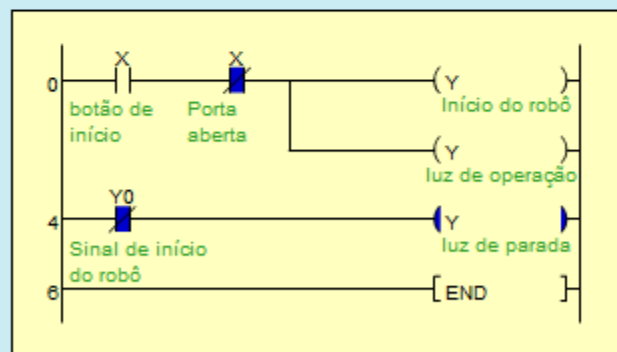 X X
0 Y
botão de início Porta aberta Início do robô
Y
luz de operação
Y0
4 Y
Sinal de início do robô luz de parada
6 END